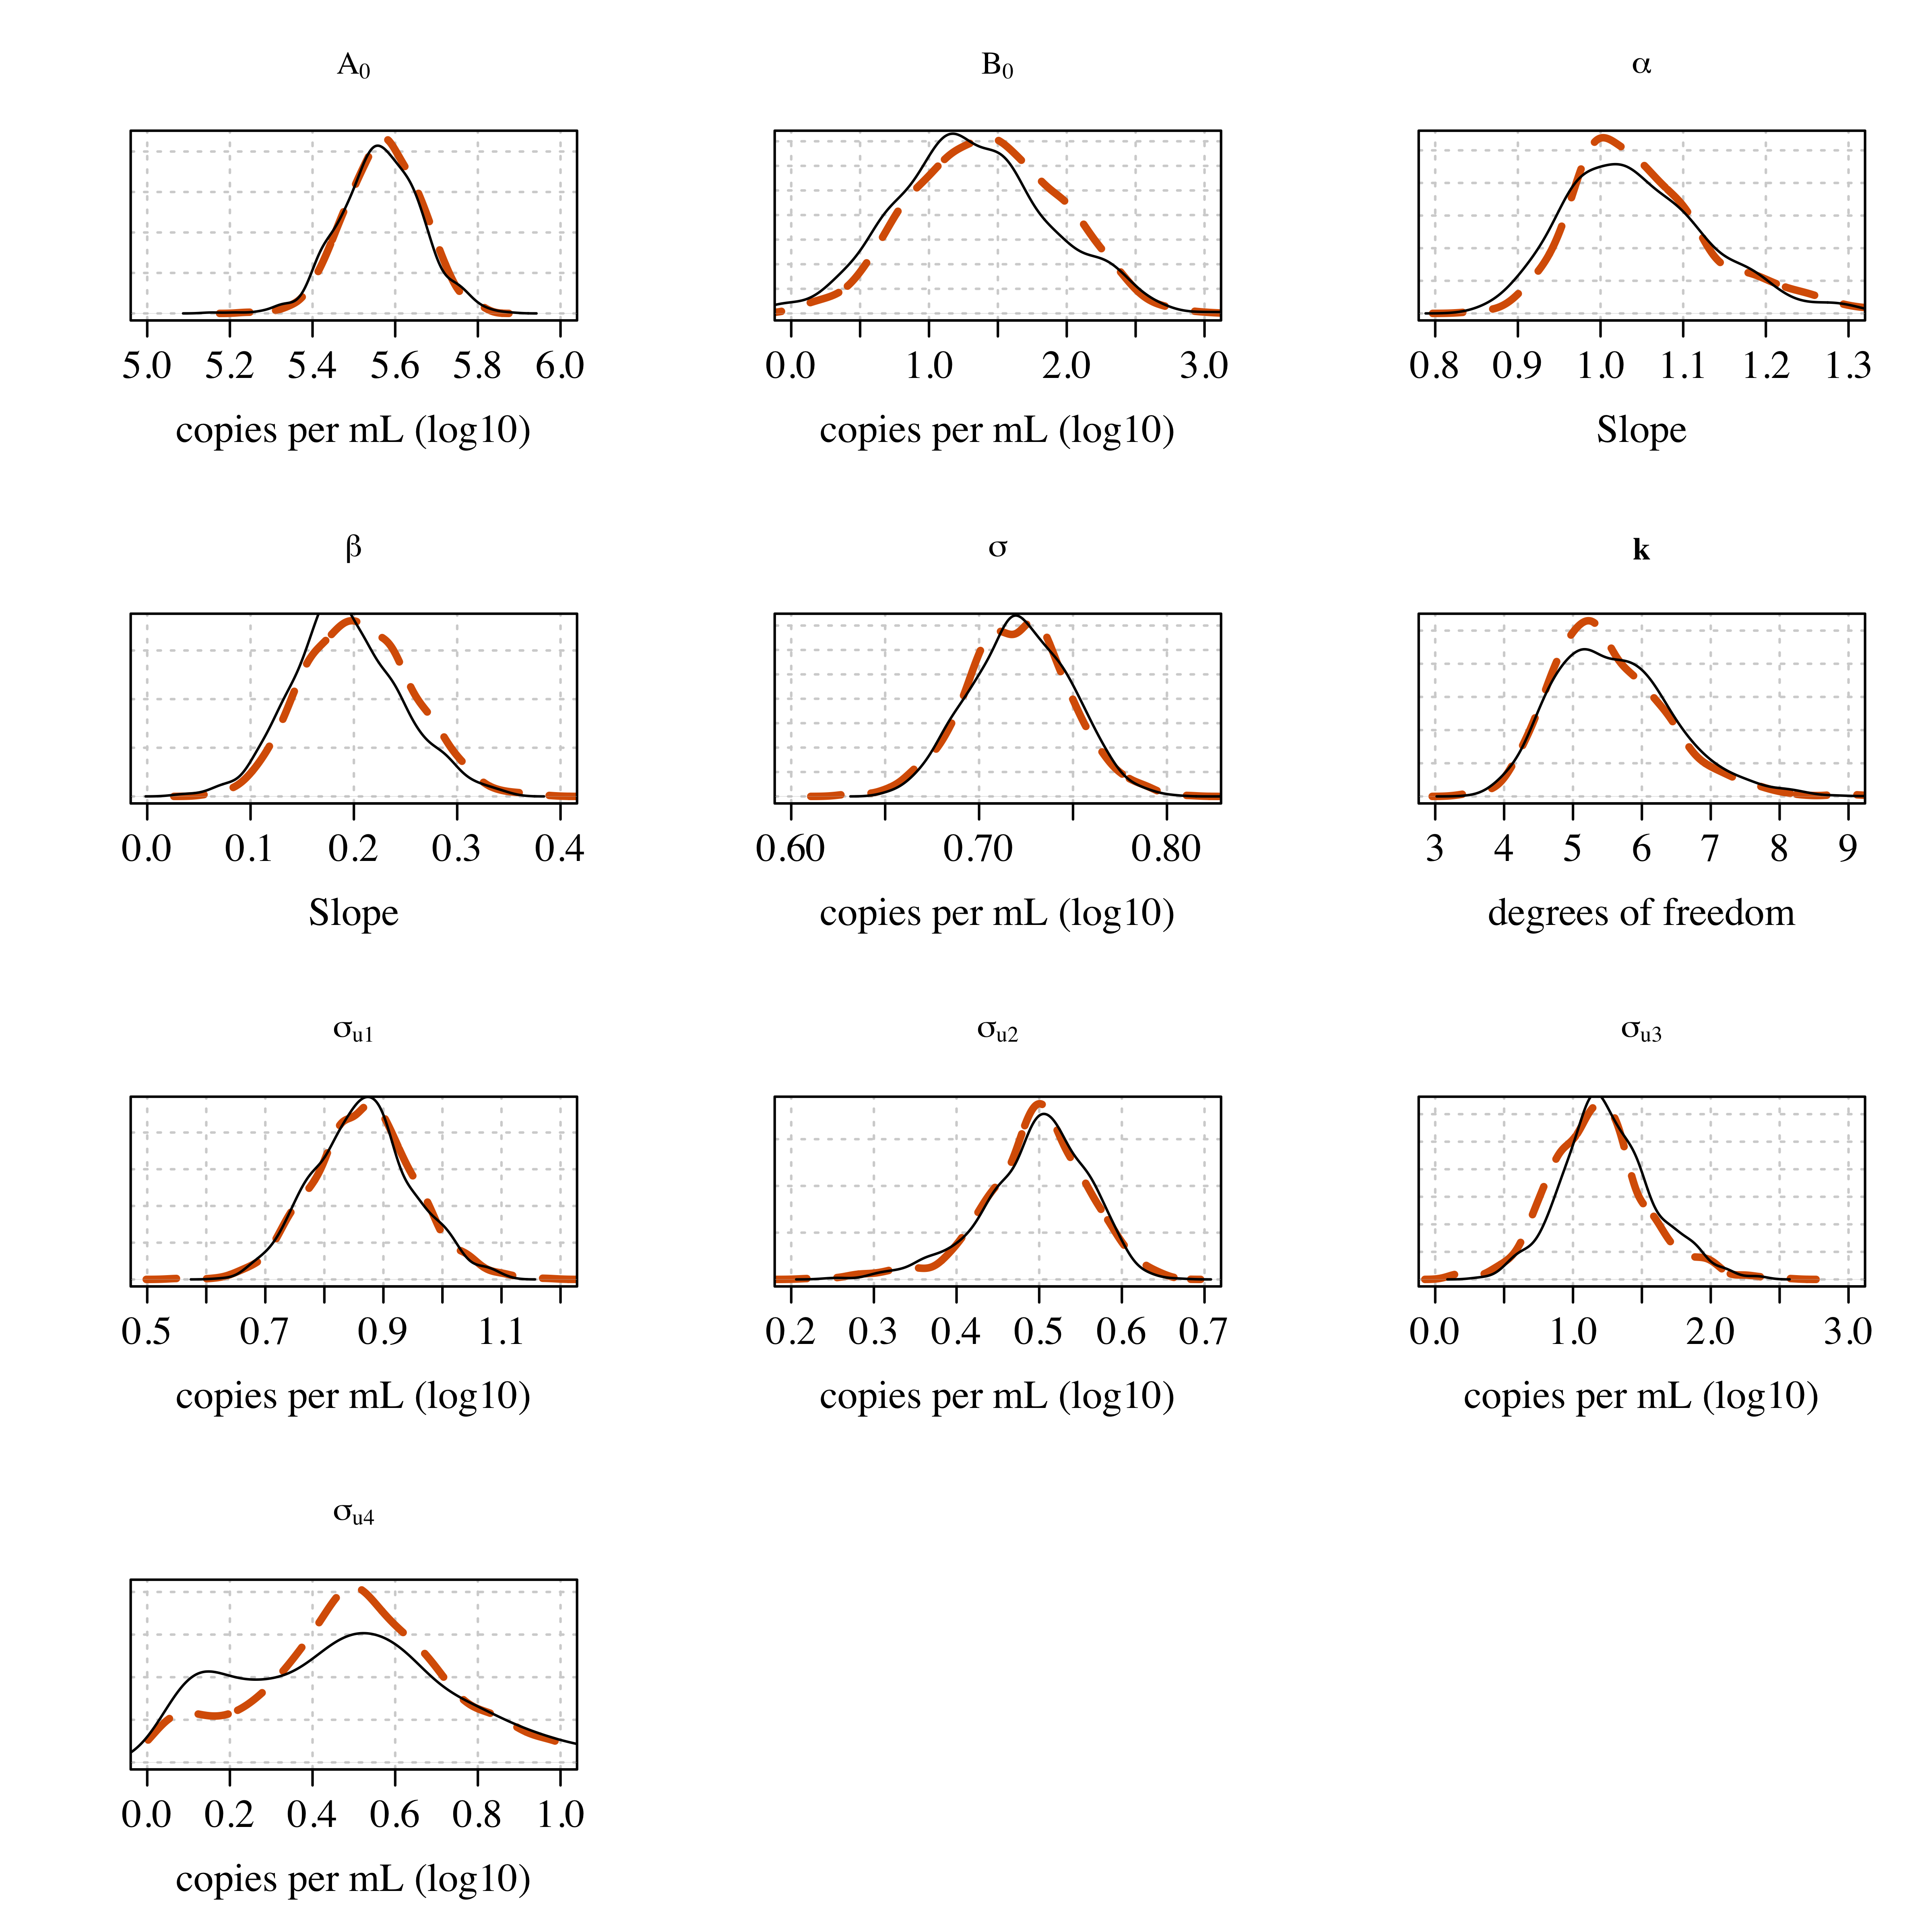 A0 B0 α
5.0 5.2 5.4 5.6 5.8 6.0 0.0 1.0 2.0 3.0 0.8 0.9 1.0 1.1 1.2 1.3
copies per mL (log10) copies per mL (log10) Slope
β σ k
0.0 0.1 0.2 0.3 0.4 0.60 0.70 0.80 3 4 5 6 7 8 9
Slope copies per mL (log10) degrees of freedom
σu1 σu2 σu3
0.5 0.7 0.9 1.1 0.2 0.3 0.4 0.5 0.6 0.7 0.0 1.0 2.0 3.0
copies per mL (log10) copies per mL (log10) copies per mL (log10)
σu4
0.0 0.2 0.4 0.6 0.8 1.0
copies per mL (log10)